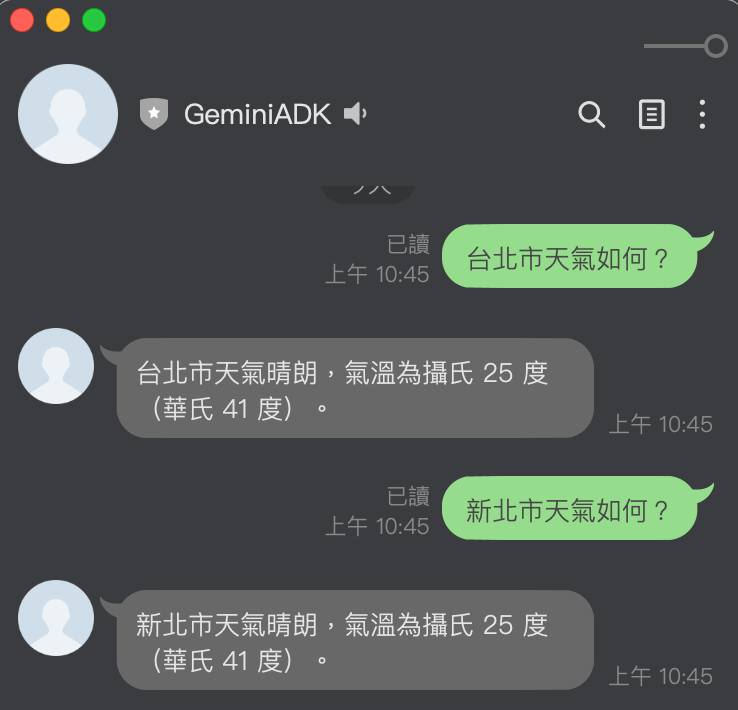 GeminiADK
已讀
上午 10:45
台北市天氣如何？
台北市天氣晴朗，氣溫為攝氏 25 度
（華氏 41 度）。
上午 10:45
已讀
上午 10:45
新北市天氣如何？
新北市天氣晴朗，氣溫為攝氏 25 度
（華氏 41 度）。
上午 10:45